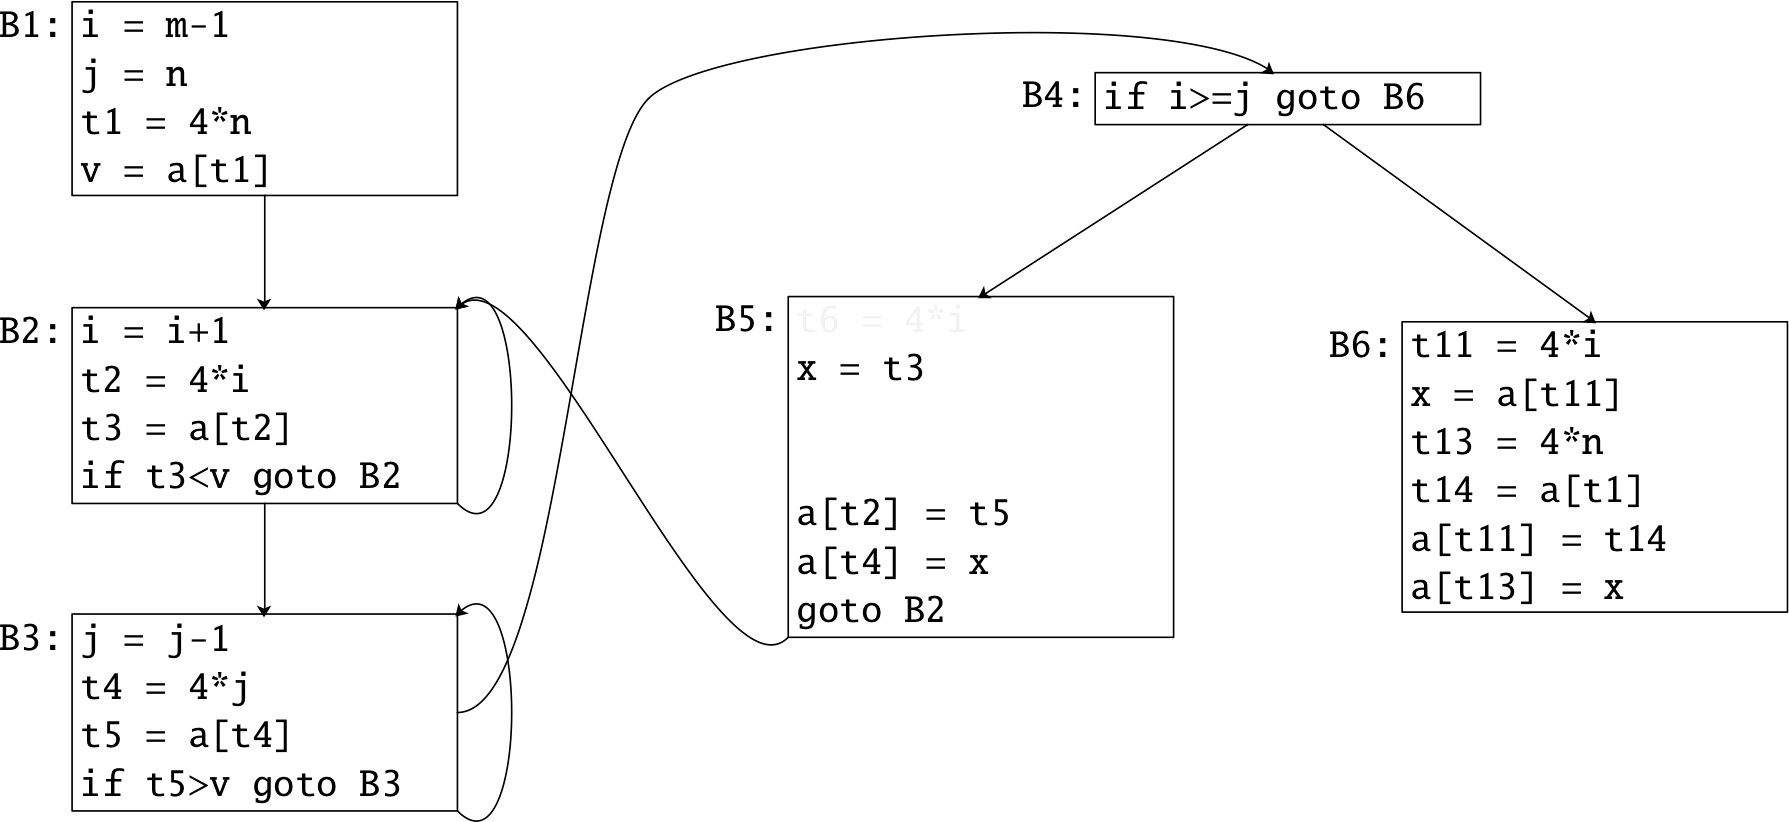 B1:
i = m-1
j = n
t1 = 4*n
v = a[t1]
B2:
i = i+1
t2 = 4*i
t3 = a[t2]
if t3<v goto B2
B3:
j = j-1
t4 = 4*j
t5 = a[t4]
if t5>v goto B3
B4:
if i>=j goto B6
B5:
t6 = 4*i
x = t3
a[t2] = t5
a[t4] = x
goto B2
B6:
t11 = 4*i
x = a[t11]
t13 = 4*n
t14 = a[t1]
a[t11] = t14
a[t13] = x